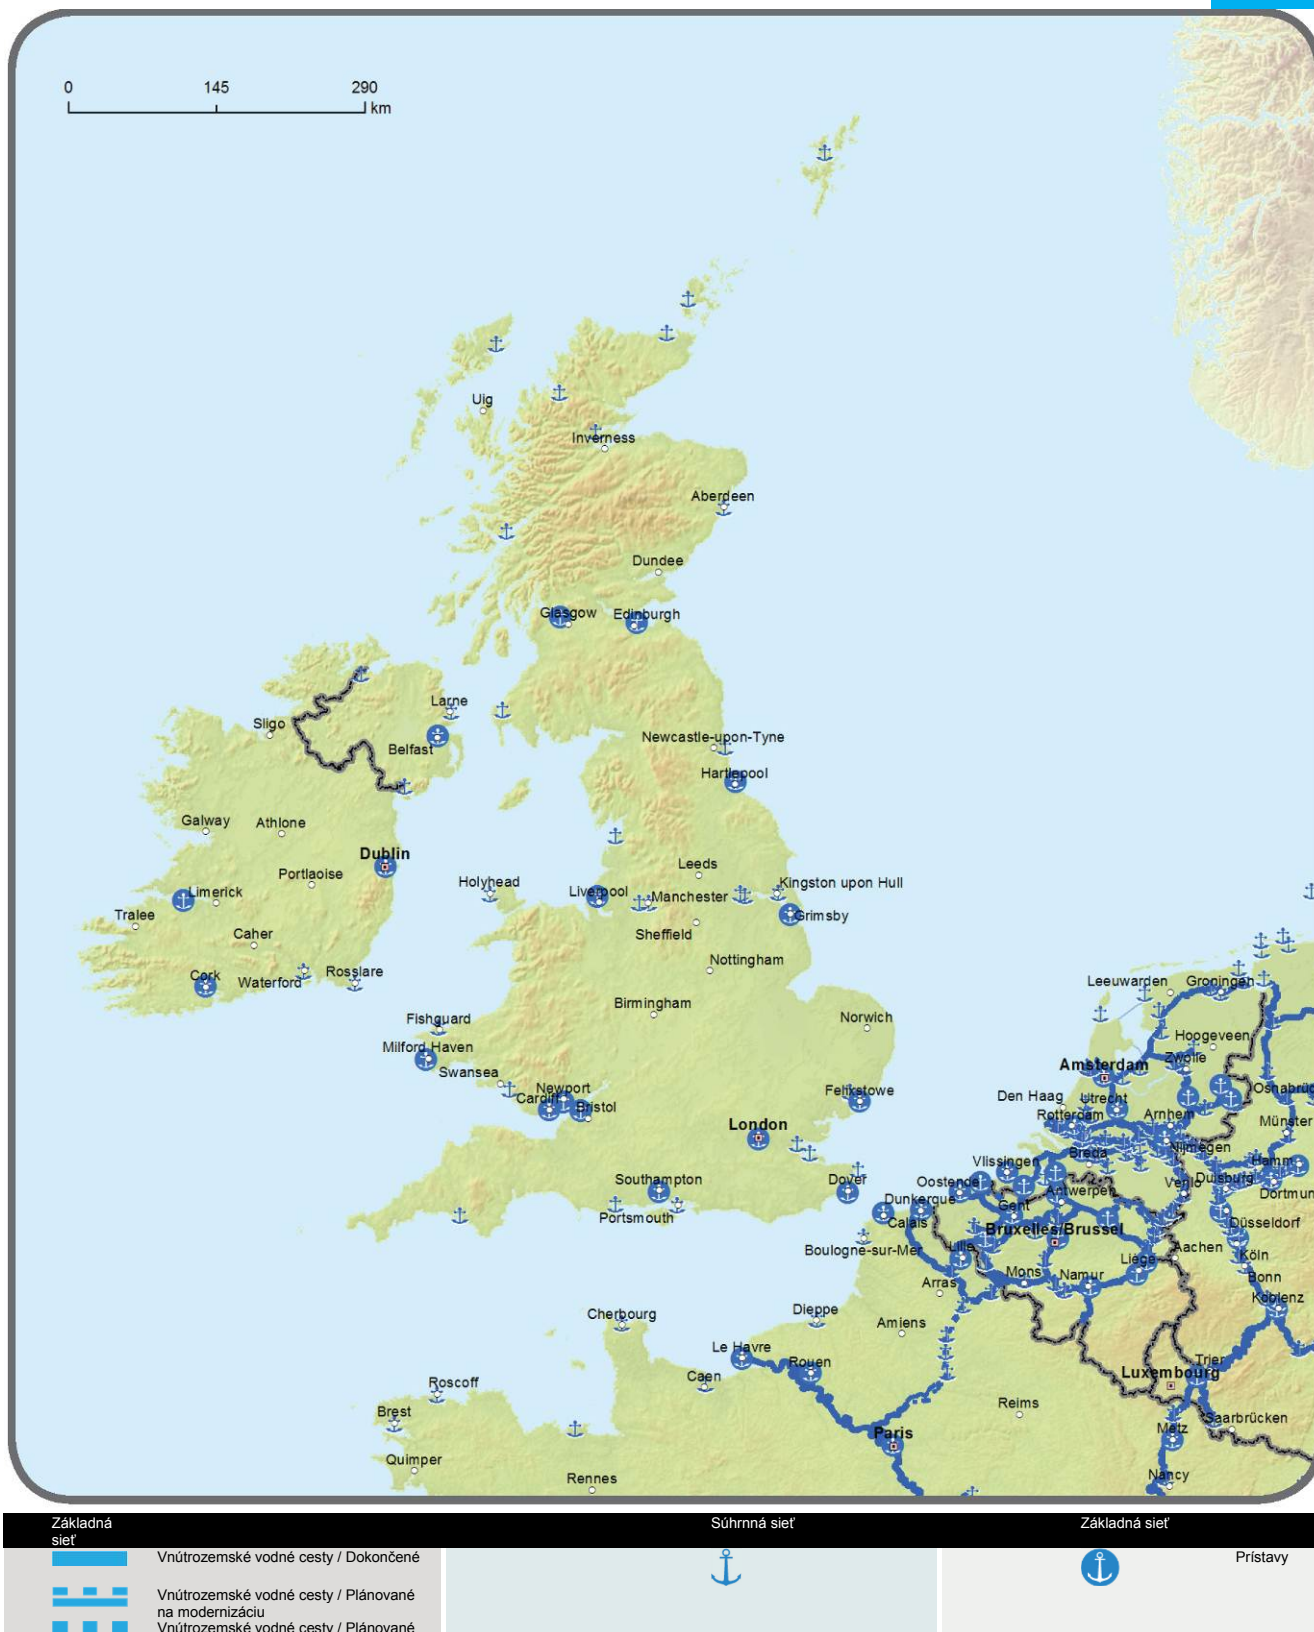 0 145 290
km
Uig
Inverness
Aberdeen
Dundee
Glasgow
Edinburgh
Larne
Sligo
Belfast
Newcastle-upon-Tyne
Hartlepool
Galway
Athlone
Dublin
Portlaoise
Limerick
Tralee
Caher
Cork
Waterford
Rosslare
Holyhead
Liverpool
Leeds
Manchester
Kingston upon Hull
Grimsby
Sheffield
Nottingham
Birmingham
Norwich
Fishguard
Milford Haven
Swansea
Newport
Cardiff
Bristol
Felixstowe
London
Southampton
Portsmouth
Dover
Leeuwarden
Groningen
Hoogeveen
Zwolle
Amsterdam
Den Haag
Utrecht
Osnabrüc
Rotterdam
Arnhem
Münster
Nijmegen
Breda
Vlissingen
Hamm
Oostende
Antwerpen
Venlo
Duisburg
Dortmun
Dunkerque
Gent
Calais
Bruxelles/Brussel
Düsseldorf
Boulogne-sur-Mer
Lille
Liège
Aachen
Köln
Arras
Mons
Namur
Bonn
Koblenz
Cherbourg
Dieppe
Amiens
Le Havre
Rouen
Trier
Luxembourg
Caen
Roscoff
Brest
Reims
Saarbrücken
Paris
Metz
Quimper
Rennes
Nancy
Základná
sieť
Súhrnná sieť
Základná sieť
Vnútrozemské vodné cesty / Dokončené
Prístavy
Vnútrozemské vodné cesty / Plánované
na modernizáciu
Vnútrozemské vodné cesty / Plánované